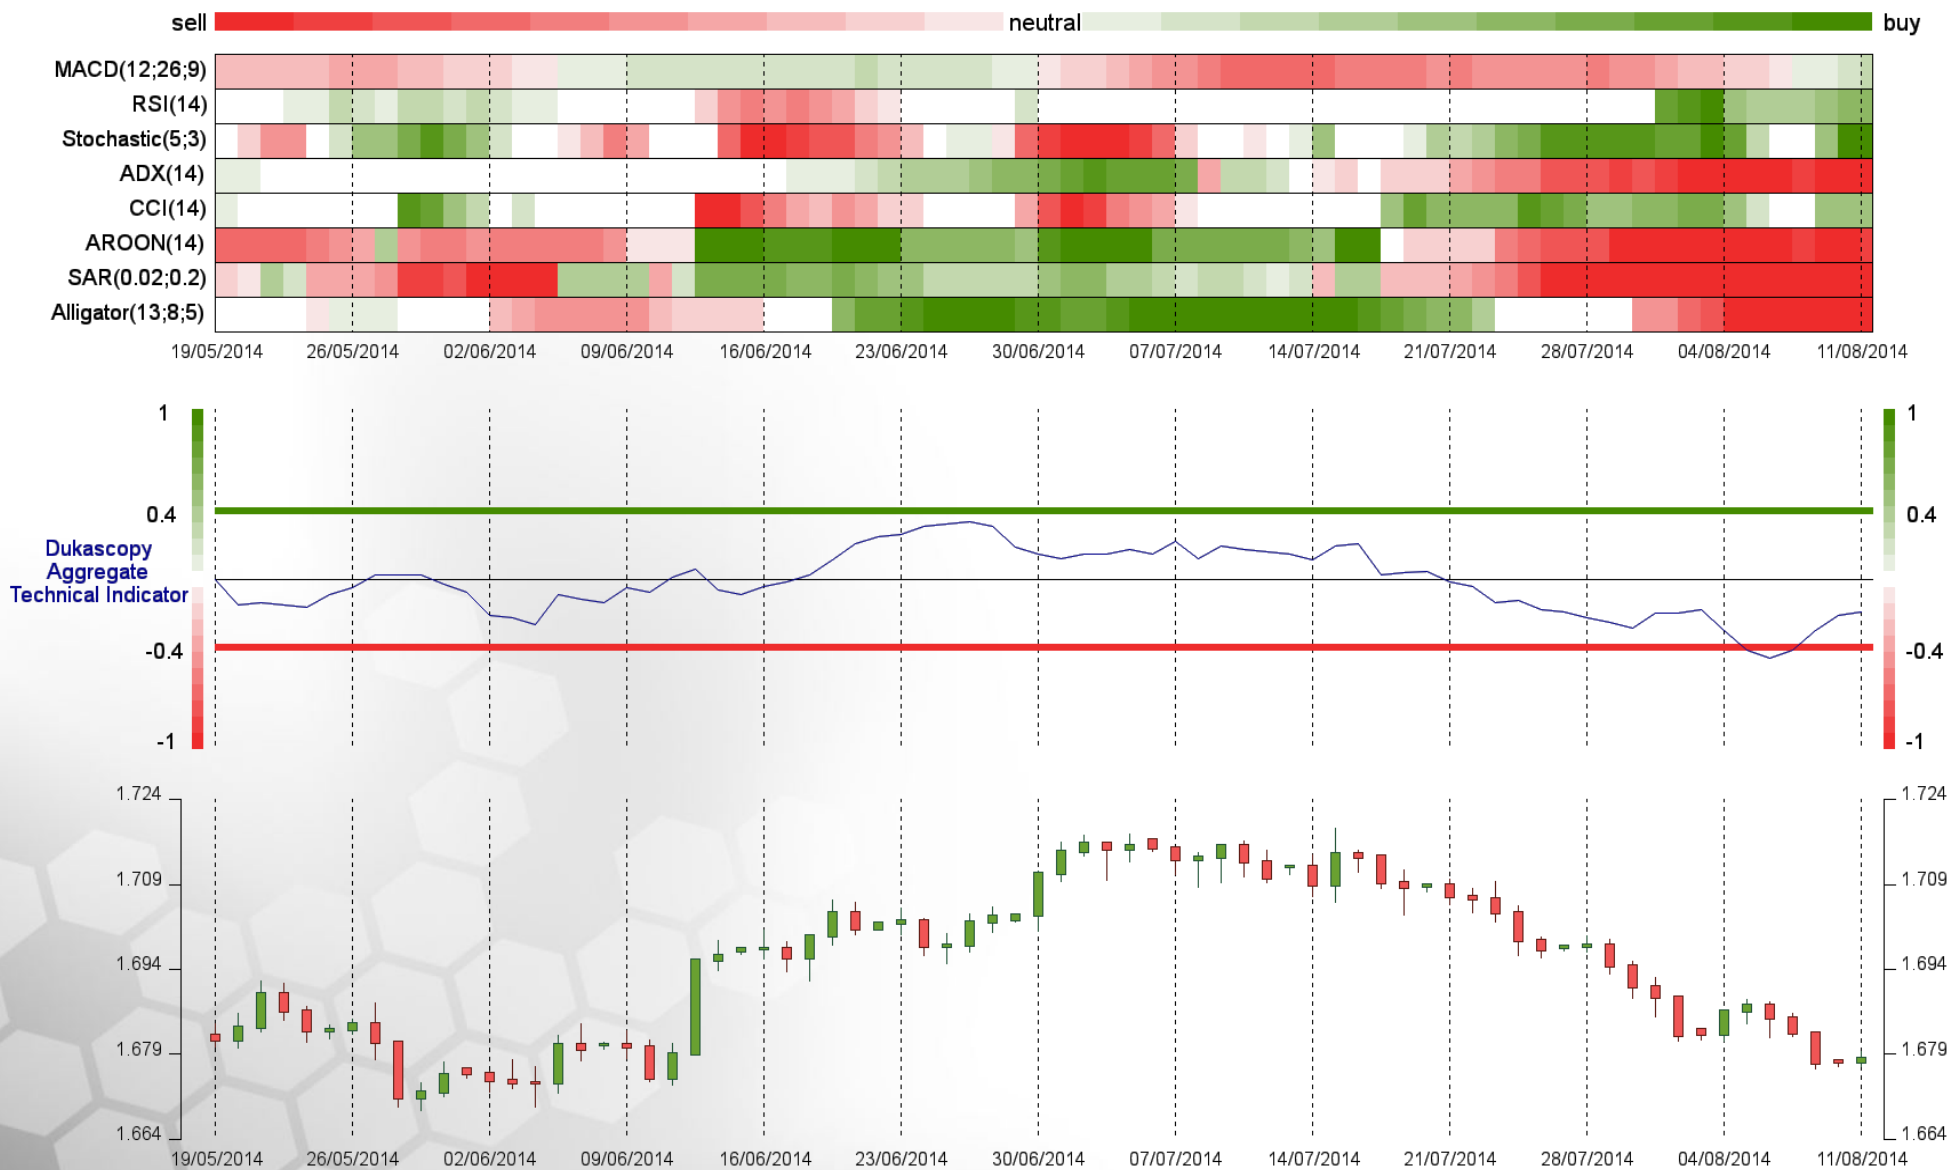 sell neutral buy
MACD(12;26;9)
RSI(14)
Stochastic(5;3)
ADX(14)
CCI(14)
AROON(14)
SAR(0.02;0.2)
Alligator(13;8;5)
19/05/2014 26/05/2014 02/06/2014 09/06/2014 16/06/2014 23/06/2014 30/06/2014 07/07/2014 14/07/2014 21/07/2014 28/07/2014 04/08/2014 11/08/2014
1 1
0.4 0.4
Dukascopy
Aggregate
Technical Indicator
-0.4 -0.4
-1 -1
1.724 1.724
1.709 1.709
1.694 1.694
1.679 1.679
1.664 1.664
19/05/2014 26/05/2014 02/06/2014 09/06/2014 16/06/2014 23/06/2014 30/06/2014 07/07/2014 14/07/2014 21/07/2014 28/07/2014 04/08/2014 11/08/2014